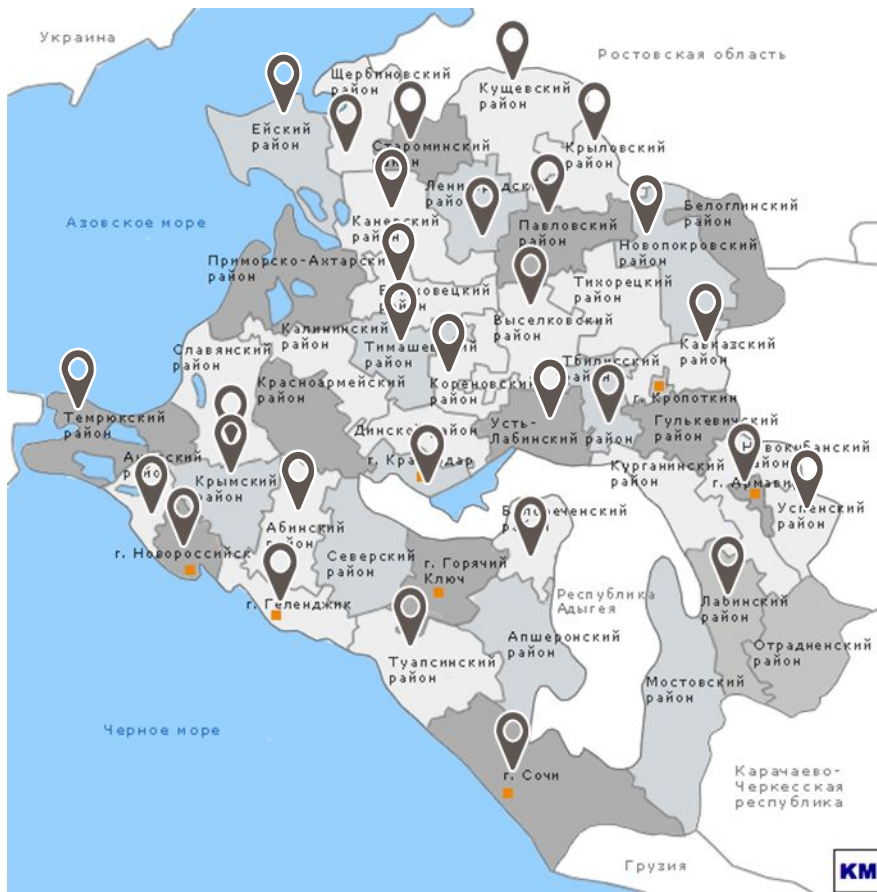 Украина
Ростовская область
Щербиновский
район
Кущевский
район
Ейский
район
Староминский
район
Крыловский
район
Каневский
район
Павловский
район
Белоглинский
район
Новопокровский
район
Азовское море
Приморско-Ахтарский
район
Тихорецкий
район
Выселковский
район
Калининский
район
Тимашевский
район
Славянский
район
Кавказский
район
Тбилисский
район
Кореновский
район
Красноармейский
район
г. Кропоткин
Темрюкский
район
Динской район
Усть-
Лабинский
район
Гулькевичский
район
г. Краснодар
Крымский
район
Курганинский
район
район
г. Армавир
Успенский
район
район
Абинский
район
Северский
район
г. Новороссийск
г. Горячий
Ключ
г. Геленджик
Республика
Адыгея
Лабинский
район
Апшеронский
район
Отрадненский
район
Туапсинский
район
Мостовский
район
Черное море
г. Сочи
Карачаево-
Черкесская
республика
Грузия
КМ